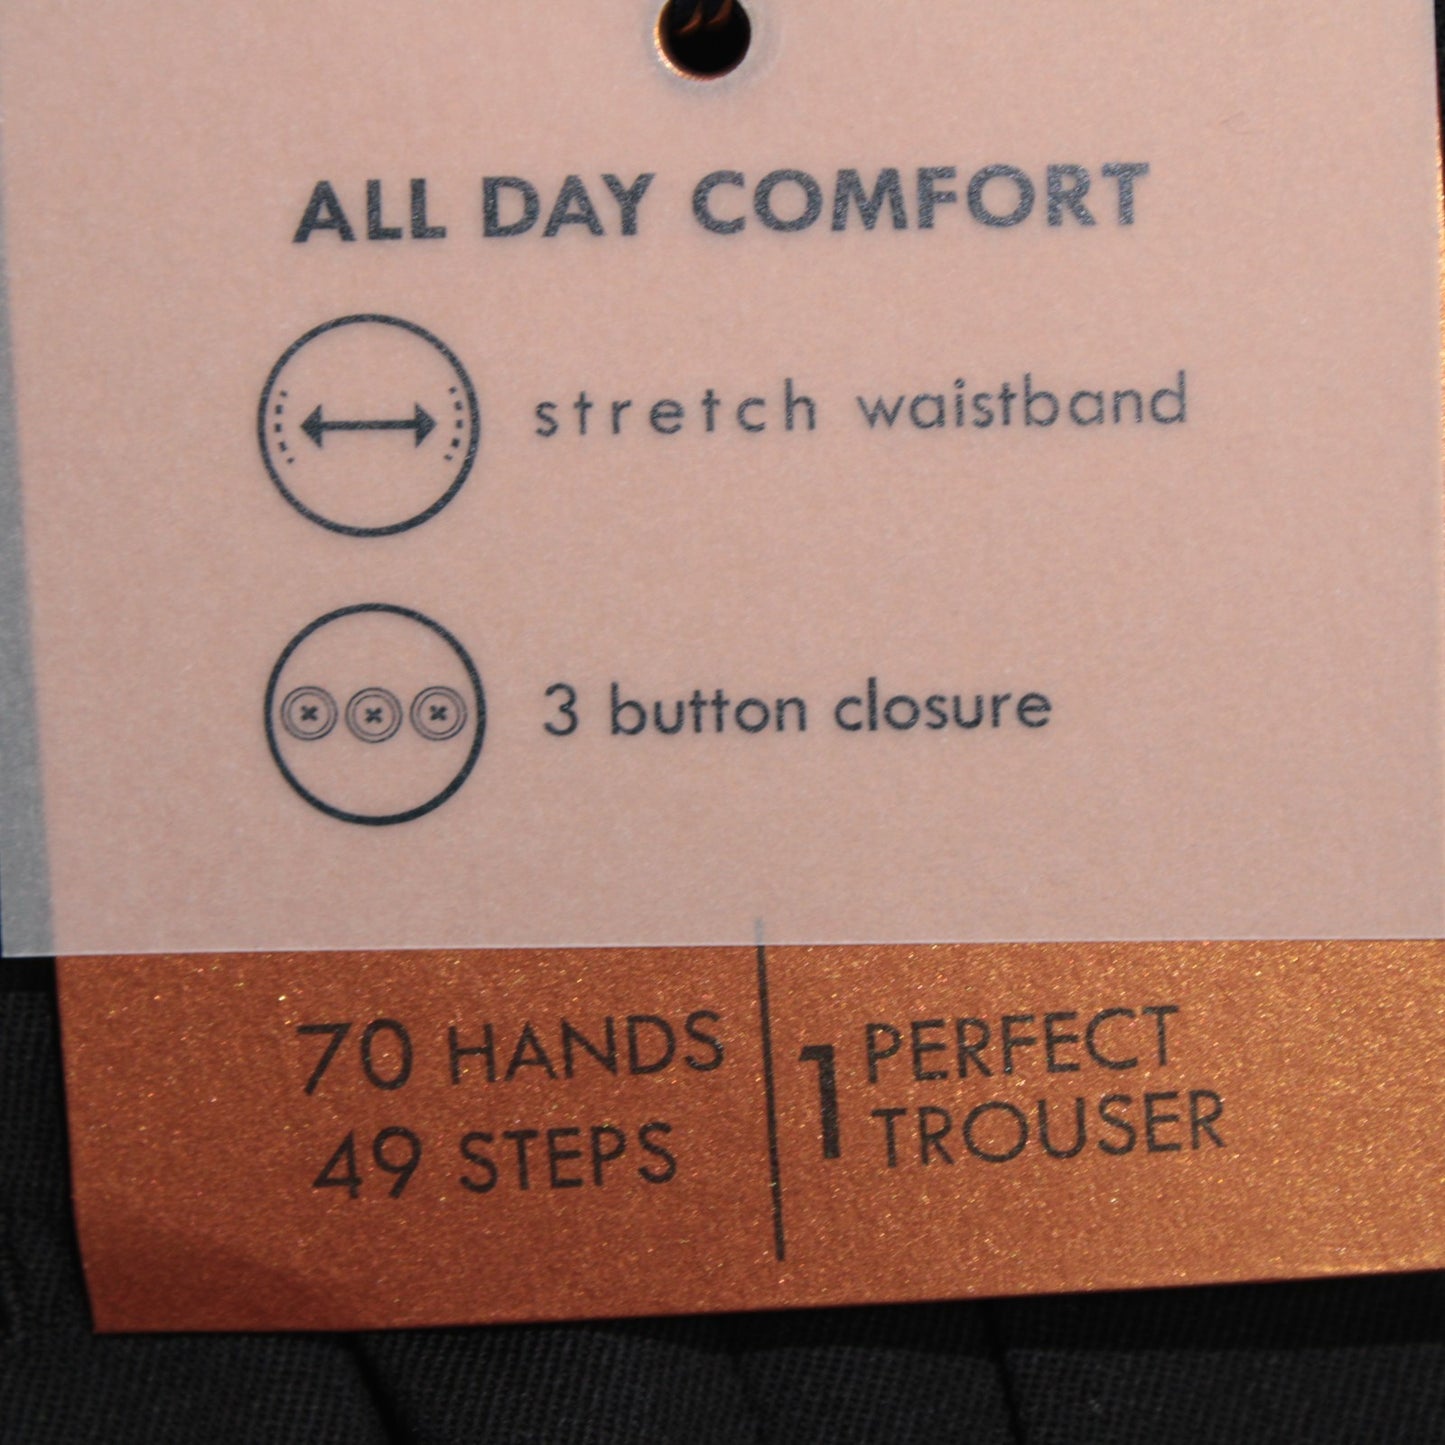 ALL DAY COMFORT
stretch waistband
3 button closure
70 HANDS
49 STEPS
1 PERFECT
TROUSER